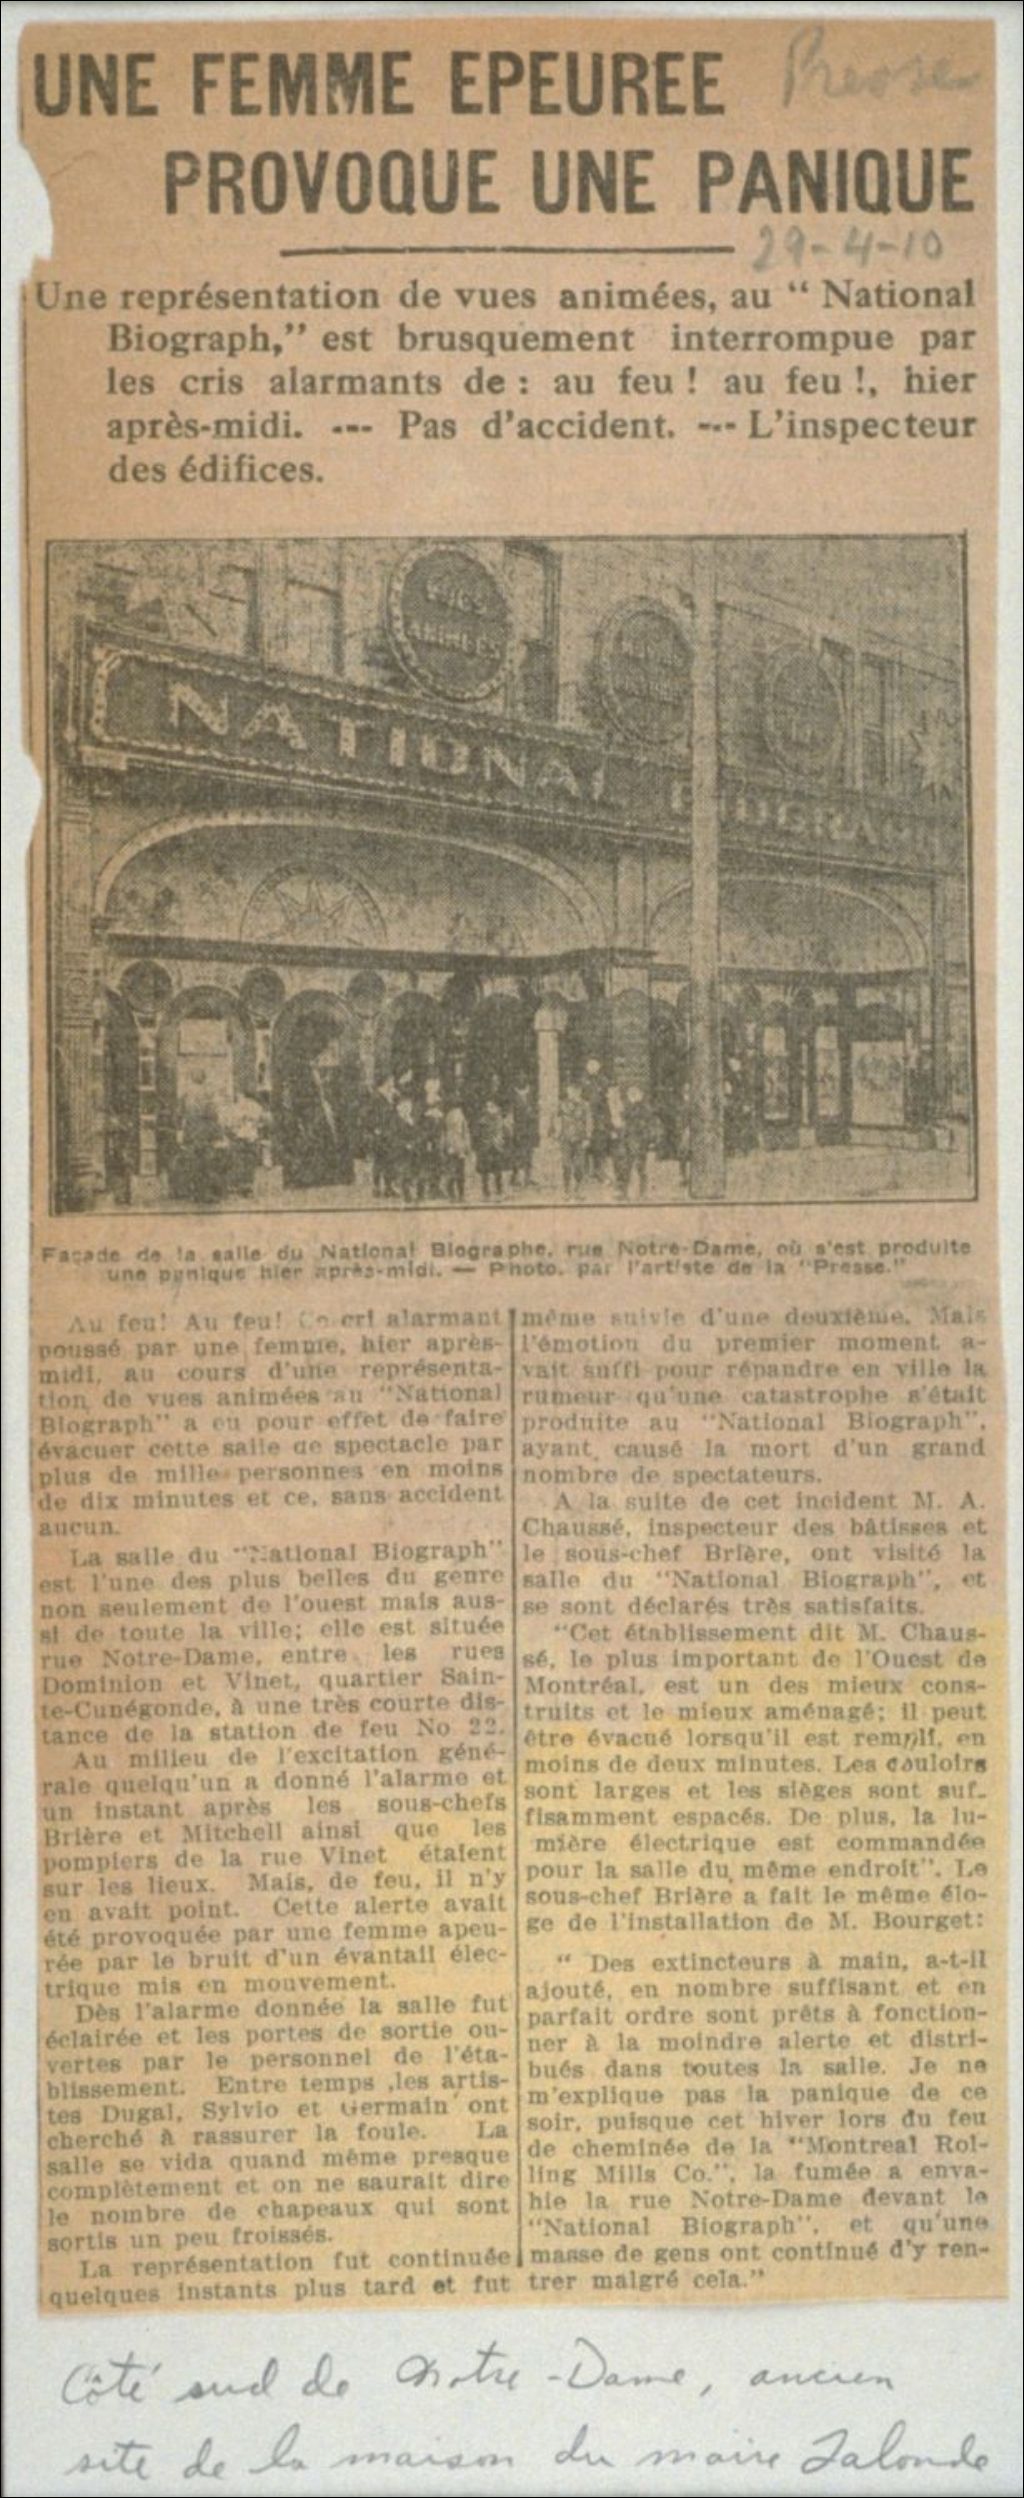 UNE FEMME EPEUREE
Presse
PROVOQUE UNE PANIQUE
29-4-10
Une représentation de vues animées, au “ National
Biograph,” est brusquement interrompue par
les cris alarmants de : au feu ! au feu !, hier
après-midi. --- Pas d’accident. --- L’inspecteur
des édifices.
VUES
ANIMEES
NATIONAL BIOGRAPH
Façade de la salle du National Biographe, rue Notre-Dame, où s'est produite
une panique hier après-midi. — Photo. par l'artiste de la "Presse."
Au feu! Au feu! Ce cri alarmant
poussé par une femme, hier après-
midi, au cours d'une représenta-
tion de vues animées au "National
Biograph" a eu pour effet de faire
évacuer cette salle de spectacle par
plus de mille personnes en moins
de dix minutes et ce, sans accident
aucun.
La salle du "National Biograph"
est l'une des plus belles du genre
non seulement de l'ouest mais aus-
si de toute la ville; elle est située
rue Notre-Dame, entre les rues
Dominion et Vinet, quartier Sain-
te-Cunégonde, à une très courte dis-
tance de la station de feu No 22.
Au milieu de l'excitation géné-
rale quelqu'un a donné l'alarme et
un instant après les sous-chefs
Brière et Mitchell ainsi que les
pompiers de la rue Vinet étaient
sur les lieux. Mais, de feu, il n'y
en avait point. Cette alerte avait
été provoquée par une femme apeu-
rée par le bruit d'un évantail élec-
trique mis en mouvement.
Dès l'alarme donnée la salle fut
éclairée et les portes de sortie ou-
vertes par le personnel de l'éta-
blissement. Entre temps ,les artis-
tes Dugal, Sylvio et Germain ont
cherché à rassurer la foule. La
salle se vida quand même presque
complètement et on ne saurait dire
le nombre de chapeaux qui sont
sortis un peu froissés.
La représentation fut continuée
quelques instants plus tard et fut
même suivie d'une deuxième. Mais
l'émotion du premier moment a-
vait suffi pour répandre en ville la
rumeur qu'une catastrophe s'était
produite au "National Biograph",
ayant causé la mort d'un grand
nombre de spectateurs.
A la suite de cet incident M. A.
Chaussé, inspecteur des bâtisses et
le sous-chef Brière, ont visité la
salle du "National Biograph", et
se sont déclarés très satisfaits.
"Cet établissement dit M. Chaus-
sé, le plus important de l'Ouest de
Montréal, est un des mieux cons-
truits et le mieux aménagé; il peut
être évacué lorsqu'il est rempli, en
moins de deux minutes. Les couloirs
sont larges et les sièges sont suf-
fisamment espacés. De plus, la lu-
mière électrique est commandée
pour la salle du même endroit". Le
sous-chef Brière a fait le même élo-
ge de l'installation de M. Bourget:
" Des extincteurs à main, a-t-il
ajouté, en nombre suffisant et en
parfait ordre sont prêts à fonction-
ner à la moindre alerte et distri-
bués dans toutes la salle. Je ne
m'explique pas la panique de ce
soir, puisque cet hiver lors du feu
de cheminée de la "Montreal Rol-
ling Mills Co.", la fumée a enva-
hie la rue Notre-Dame devant le
"National Biograph", et qu'une
masse de gens ont continué d'y ren-
trer malgré cela."
Côté sud de Notre-Dame, ancien
site de la maison du maire Lalonde